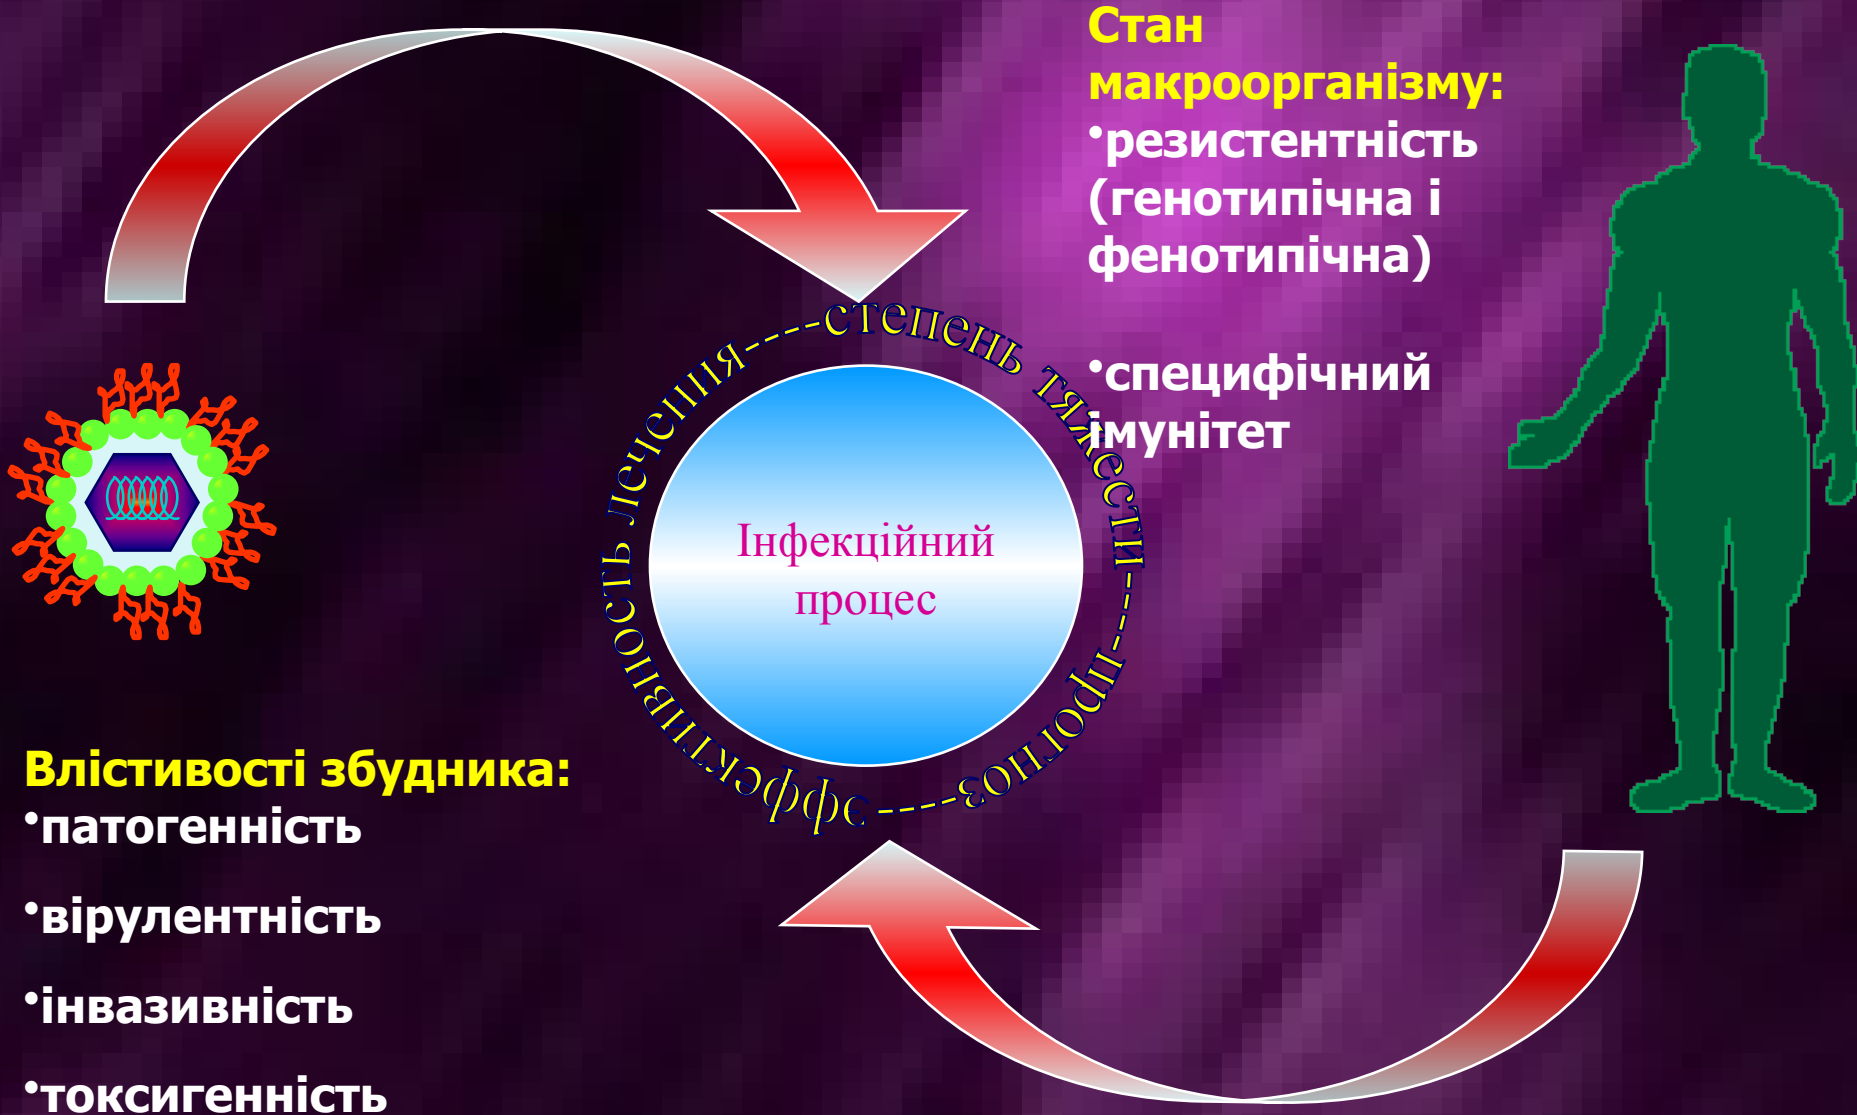 Стан
макроорганізму:
•резистентність
(генотипічна і
фенотипічна)
•специфічний
імунітет
степень тяжести-----прогноз-----эффективность лечения-----
Інфекційний
процес
Влістивості збудника:
•патогенність
•вірулентність
•інвазивність
•токсигенність